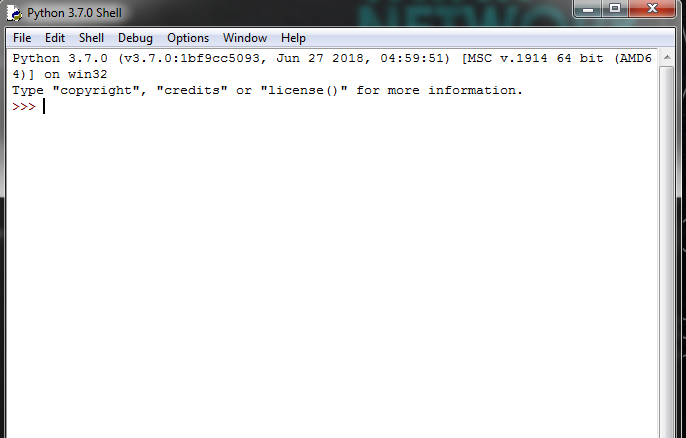 Python 3.7.0 Shell
File Edit Shell Debug Options Window Help
Python 3.7.0 (v3.7.0:1bf9cc5093, Jun 27 2018, 04:59:51) [MSC v.1914 64 bit (AMD6
4)] on win32
Type "copyright", "credits" or "license()" for more information.
>>>